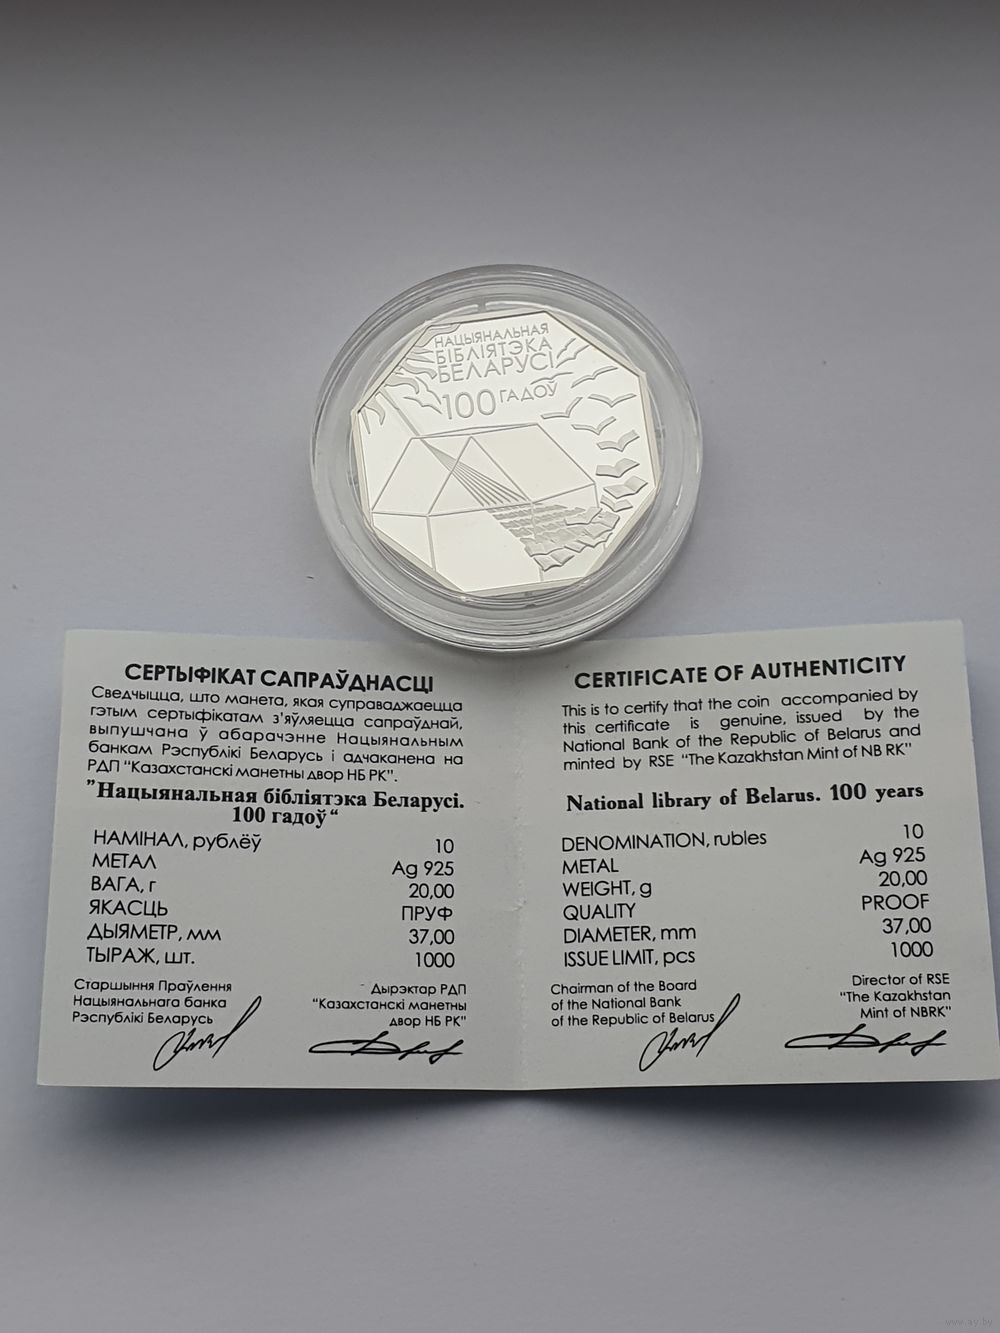 НАЦЫЯНАЛЬНАЯ
БІБЛІЯТЭКА
БЕЛАРУСІ
100 ГАДОЎ
СЕРТЫФІКАТ САПРАЎДНАСЦІ
Сведчыцца, што манета, якая суправаджаецца
гэтым сертыфікатам з'яўляецца сапраўднай,
выпушчана ў абарачэнне Нацыянальным
банкам Рэспублікі Беларусь і адчаканена на
РДП "Казахстанскі манетны двор НБ РК".
"Нацыянальная бібліятэка Беларусі.
100 гадоў“
НАМІНАЛ, рублёў 10
МЕТАЛ Ag 925
ВАГА, г 20,00
ЯКАСЦЬ ПРУФ
ДЫЯМЕТР, мм 37,00
ТЫРАЖ, шт. 1000
Старшыння Праўлення
Нацыянальнага банка
Рэспублікі Беларусь
Дырэктар РДП
"Казахстанскі манетны
двор НБ РК"
CERTIFICATE OF AUTHENTICITY
This is to certify that the coin accompanied by
this certificate is genuine, issued by the
National Bank of the Republic of Belarus and
minted by RSE "The Kazakhstan Mint of NB RK"
National library of Belarus. 100 years
DENOMINATION, rubles 10
METAL Ag 925
WEIGHT, g 20,00
QUALITY PROOF
DIAMETER, mm 37,00
ISSUE LIMIT, pcs 1000
Chairman of the Board
of the National Bank
of the Republic of Belarus
Director of RSE
"The Kazakhstan
Mint of NBRK"
www.ay.by